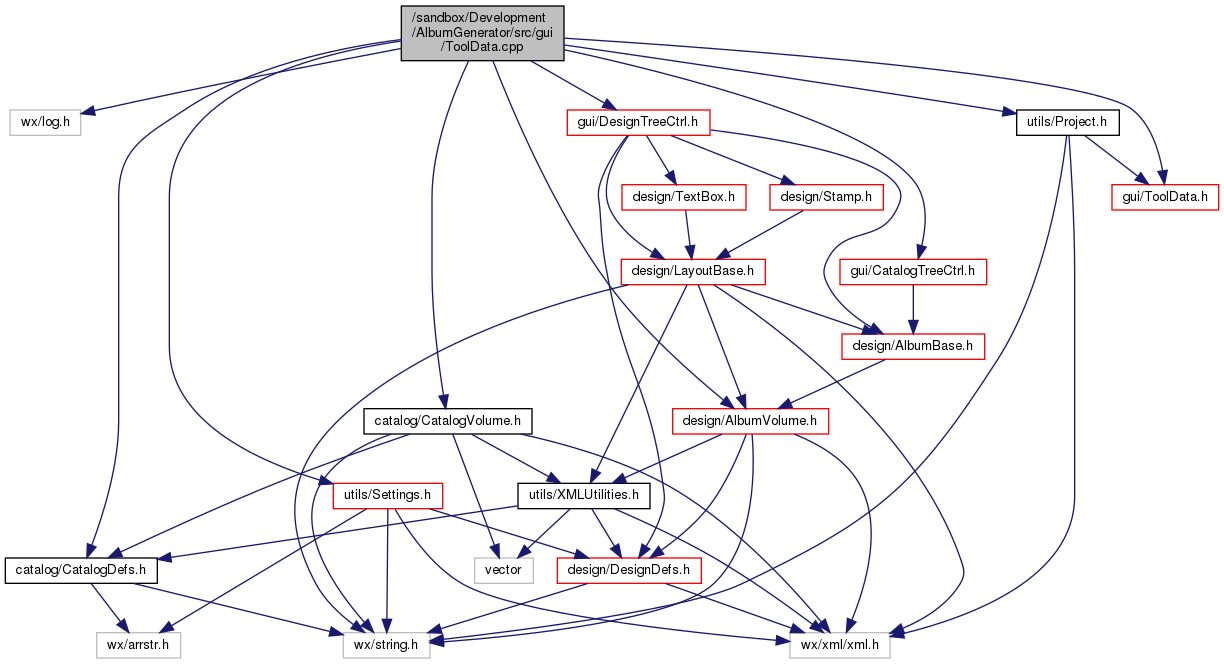 /sandbox/Development
/AlbumGenerator/src/gui
/ToolData.cpp
wx/log.h
gui/DesignTreeCtrl.h
utils/Project.h
design/TextBox.h
design/Stamp.h
gui/ToolData.h
design/LayoutBase.h
gui/CatalogTreeCtrl.h
design/AlbumBase.h
catalog/CatalogVolume.h
design/AlbumVolume.h
utils/Settings.h
utils/XMLUtilities.h
catalog/CatalogDefs.h
vector
design/DesignDefs.h
wx/arrstr.h
wx/string.h
wx/xml/xml.h